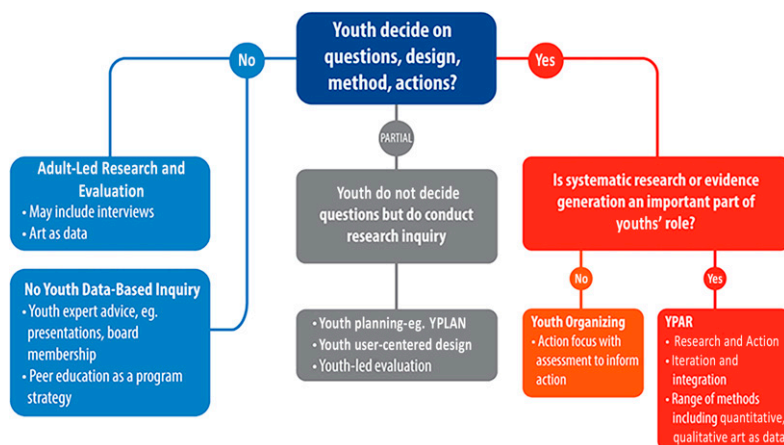 Youth decide on
questions, design,
method, actions?
No
Yes
PARTIAL
Adult-Led Research and
Evaluation
• May include interviews
• Art as data
No Youth Data-Based Inquiry
• Youth expert advice, eg.
presentations, board
membership
• Peer education as a program
strategy
Youth do not decide
questions but do conduct
research inquiry
• Youth planning-eg. YPLAN
• Youth user-centered design
• Youth-led evaluation
Is systematic research or evidence
generation an important part of
youths' role?
No
Yes
Youth Organizing
• Action focus with
assessment to inform
action
YPAR
• Research and Action
• Iteration and
integration
• Range of methods
including quantitative,
qualitative art as data